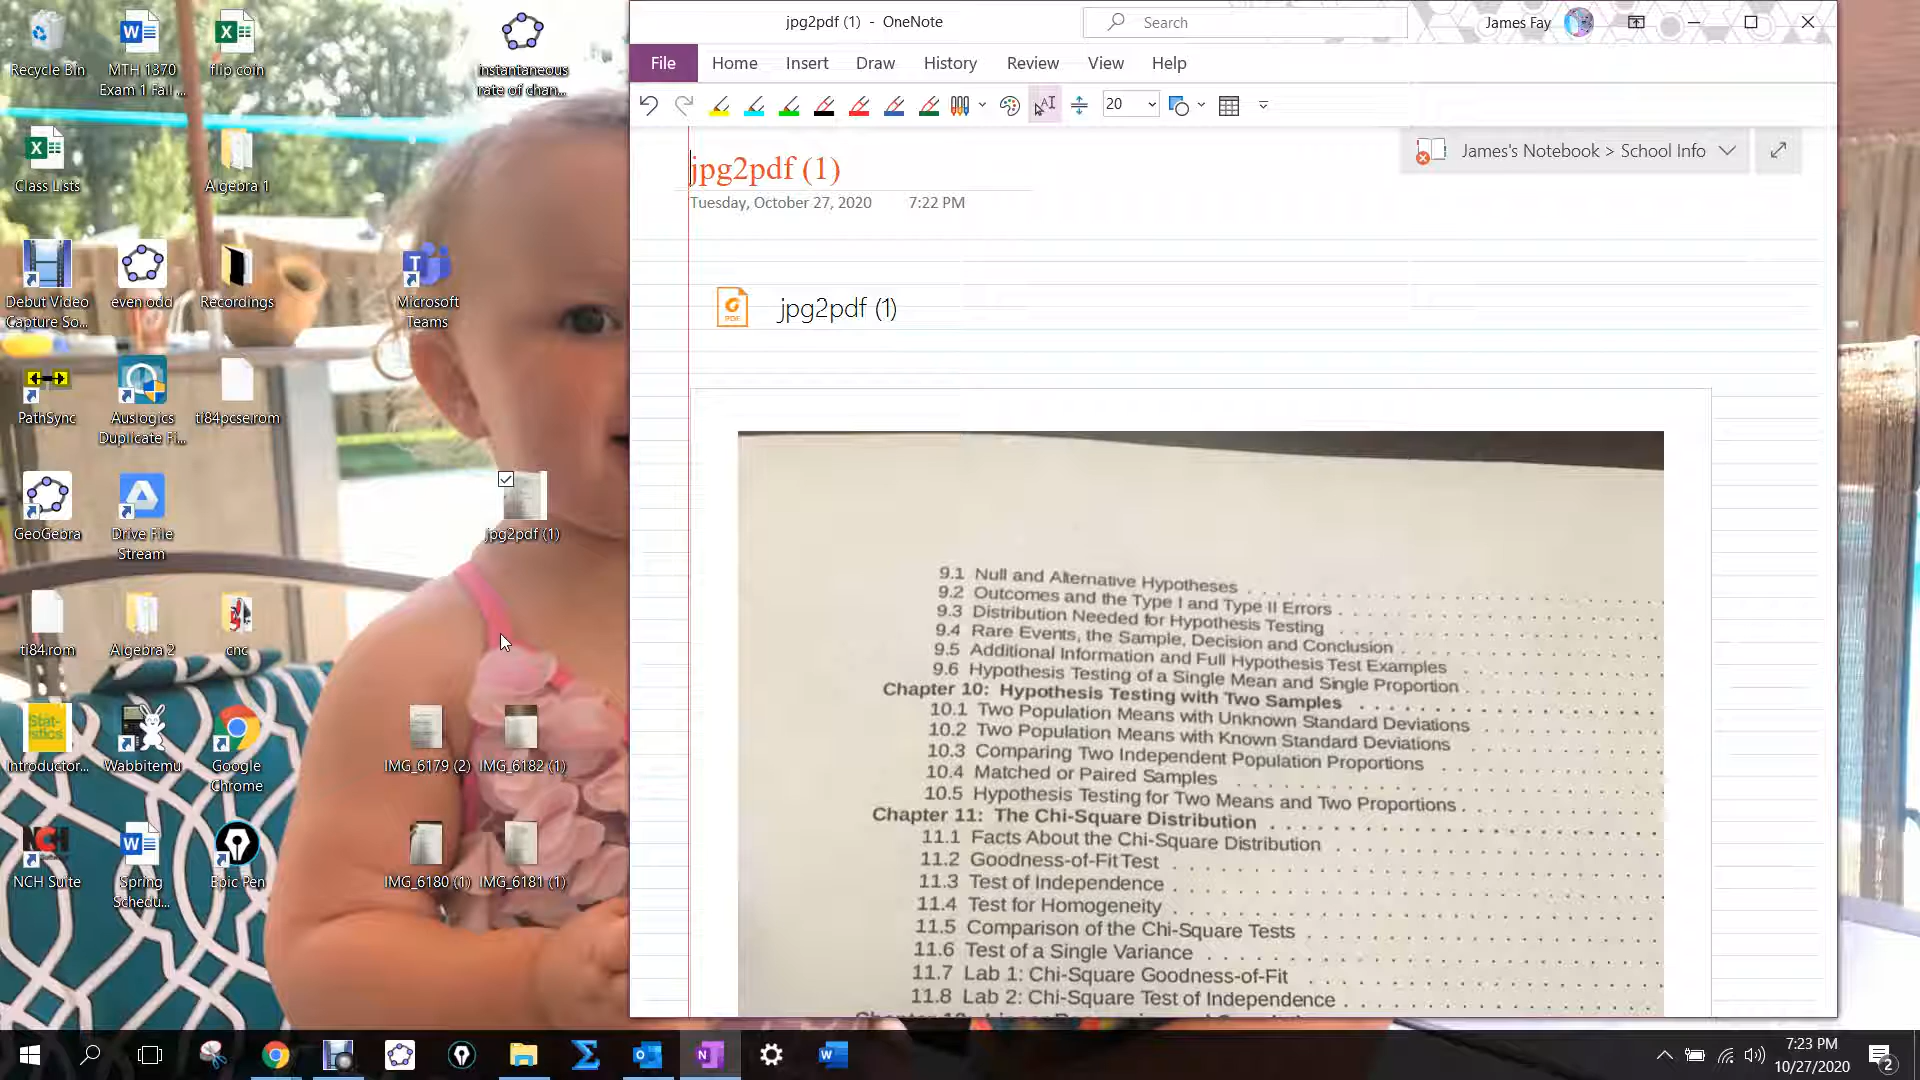 Recycle Bin
MTH 1370
Exam 1 Fall ...
flip coin
instantaneous
rate of chan...
Class Lists
Algebra 1
Debut Video
Capture So...
even odd
Recordings
Microsoft
Teams
PathSync
Auslogics
Duplicate Fi...
ti84pcse.rom
GeoGebra
Drive File
Stream
jpg2pdf (1)
ti84.rom
Algebra 2
cnc
Introductor...
Wabbitemu
Google
Chrome
IMG_6179 (2)
IMG_6182 (1)
NCH Suite
Spring
Schedu...
Epic Pen
IMG_6180 (1)
IMG_6181 (1)
jpg2pdf (1) - OneNote
Search
James Fay
File Home Insert Draw History Review View Help
20
jpg2pdf (1)
James's Notebook > School Info
Tuesday, October 27, 2020 7:22 PM
PDF
jpg2pdf (1)
9.1 Null and Alternative Hypotheses
9.2 Outcomes and the Type I and Type II Errors
9.3 Distribution Needed for Hypothesis Testing
9.4 Rare Events, the Sample, Decision and Conclusion
9.5 Additional Information and Full Hypothesis Test Examples
9.6 Hypothesis Testing of a Single Mean and Single Proportion
Chapter 10: Hypothesis Testing with Two Samples
10.1 Two Population Means with Unknown Standard Deviations
10.2 Two Population Means with Known Standard Deviations
10.3 Comparing Two Independent Population Proportions
10.4 Matched or Paired Samples
10.5 Hypothesis Testing for Two Means and Two Proportions
Chapter 11: The Chi-Square Distribution
11.1 Facts About the Chi-Square Distribution
11.2 Goodness-of-Fit Test
11.3 Test of Independence
11.4 Test for Homogeneity
11.5 Comparison of the Chi-Square Tests
11.6 Test of a Single Variance
11.7 Lab 1: Chi-Square Goodness-of-Fit
11.8 Lab 2: Chi-Square Test of Independence
7:23 PM
10/27/2020
2